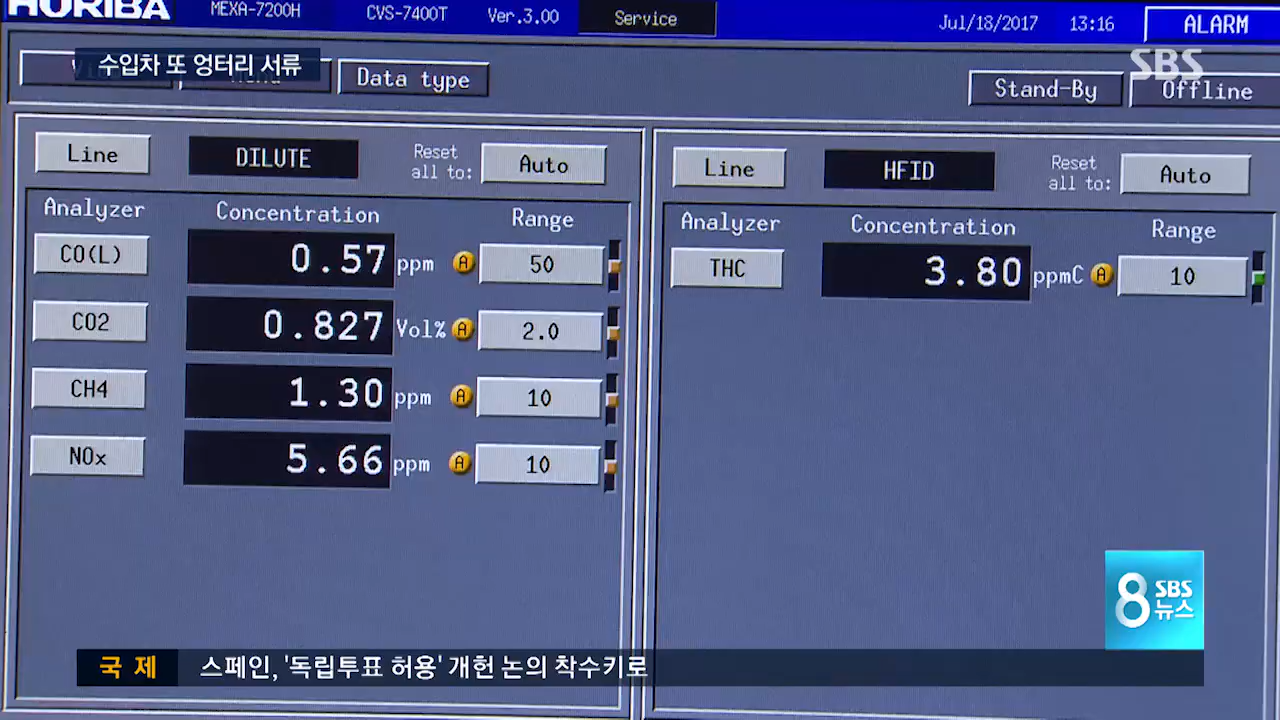 HORIBA MEXA-7200H CVS-7400T Ver.3.00 Service Jul/18/2017 13:16 ALARM
수입차 또 엉터리 서류
Data type
SBS
Stand-By Offline
Line DILUTE Reset all to: Auto
Analyzer Concentration Range
CO(L) 0.57 ppm A 50
CO2 0.827 Vol% A 2.0
CH4 1.30 ppm A 10
NOx 5.66 ppm A 10
Line HFID Reset all to: Auto
Analyzer Concentration Range
THC 3.80 ppmC A 10
8 SBS 뉴스
국제 스페인, '독립투표 허용' 개헌 논의 착수키로